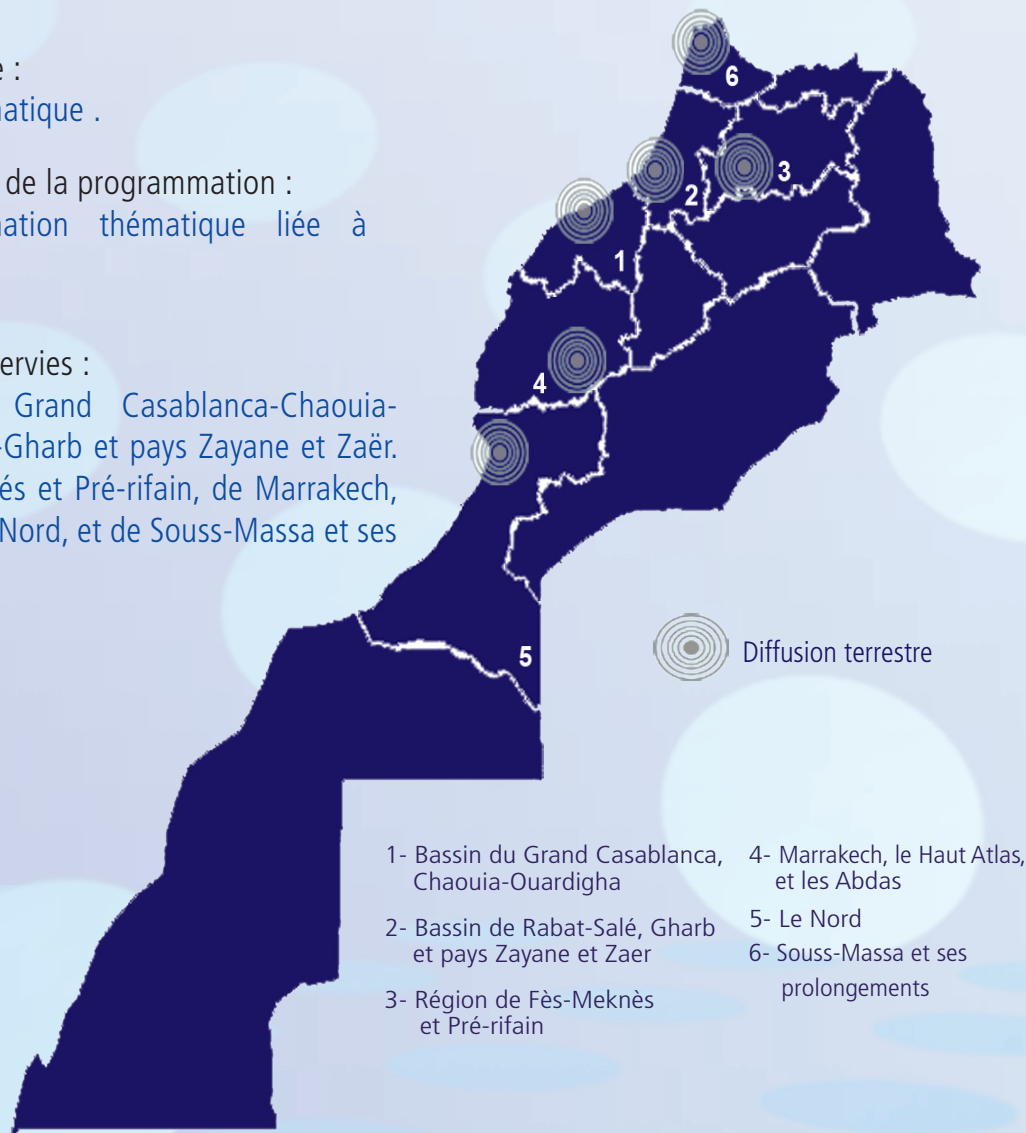 e :
natique .
de la programmation :
nation thématique liée à
ervies :
Grand Casablanca-Chaouia-
-Gharb et pays Zayane et Zaër.
és et Pré-rifain, de Marrakech,
Nord, et de Souss-Massa et ses
6
3
2
1
4
5
Diffusion terrestre
1- Bassin du Grand Casablanca,
Chaouia-Ouardigha
2- Bassin de Rabat-Salé, Gharb
et pays Zayane et Zaer
3- Région de Fès-Meknès
et Pré-rifain
4- Marrakech, le Haut Atlas,
et les Abdas
5- Le Nord
6- Souss-Massa et ses
prolongements